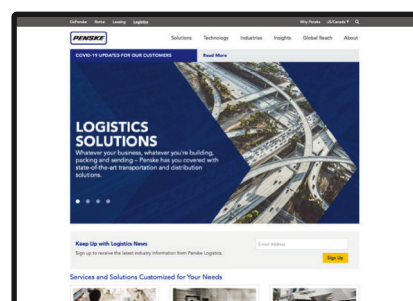 GoPenske Rental Leasing Logistics Why Penske US/Canada
PENSKE Solutions Technology Industries Insights Global Reach About
COVID-19 UPDATES FOR OUR CUSTOMERS Read More
LOGISTICS
SOLUTIONS
Whatever your business, whatever you're building,
packing and sending – Penske has you covered with
state-of-the-art transportation and distribution
solutions.
Keep Up with Logistics News
E-mail Address
Sign up to receive the latest industry information from Penske Logistics.
Sign Up
Services and Solutions Customized for Your Needs